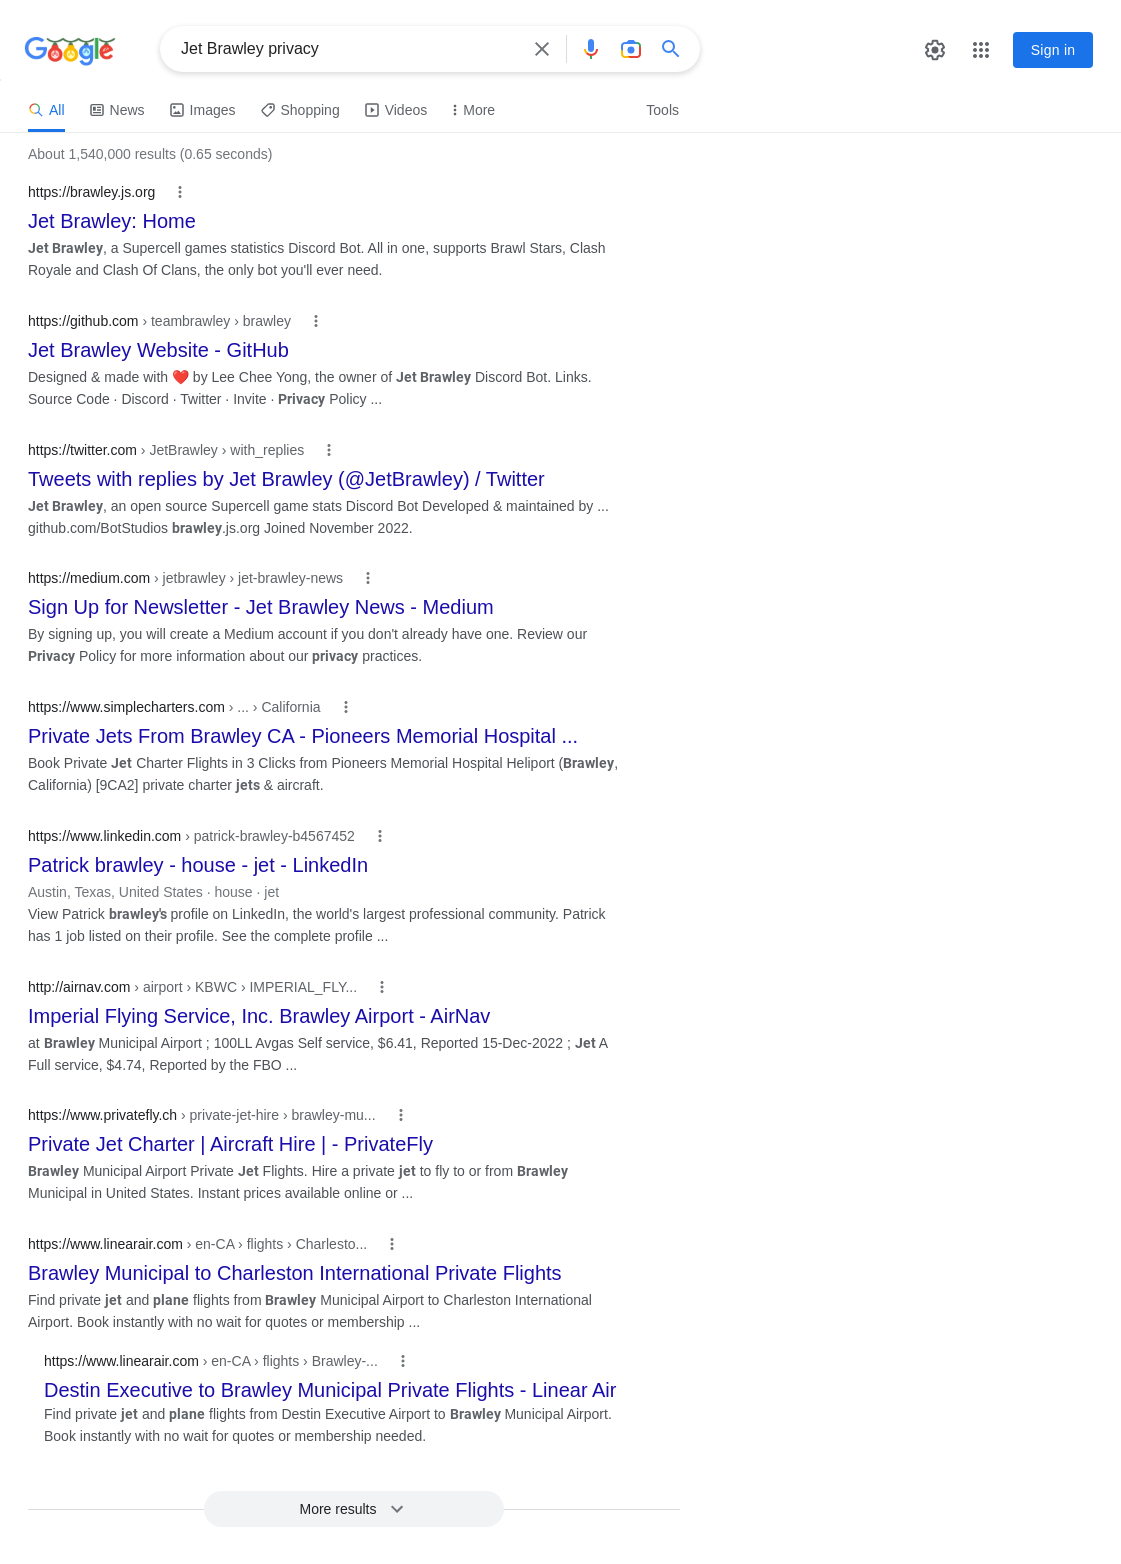 Google
Jet Brawley privacy
Sign in
All
News
Images
Shopping
Videos
More
Tools
About 1,540,000 results (0.65 seconds)
https://brawley.js.org
Jet Brawley: Home
Jet Brawley, a Supercell games statistics Discord Bot. All in one, supports Brawl Stars, Clash
Royale and Clash Of Clans, the only bot you'll ever need.
https://github.com › teambrawley › brawley
Jet Brawley Website - GitHub
Designed & made with ❤️ by Lee Chee Yong, the owner of Jet Brawley Discord Bot. Links.
Source Code · Discord · Twitter · Invite · Privacy Policy ...
https://twitter.com › JetBrawley › with_replies
Tweets with replies by Jet Brawley (@JetBrawley) / Twitter
Jet Brawley, an open source Supercell game stats Discord Bot Developed & maintained by ...
github.com/BotStudios brawley.js.org Joined November 2022.
https://medium.com › jetbrawley › jet-brawley-news
Sign Up for Newsletter - Jet Brawley News - Medium
By signing up, you will create a Medium account if you don't already have one. Review our
Privacy Policy for more information about our privacy practices.
https://www.simplecharters.com › ... › California
Private Jets From Brawley CA - Pioneers Memorial Hospital ...
Book Private Jet Charter Flights in 3 Clicks from Pioneers Memorial Hospital Heliport (Brawley,
California) [9CA2] private charter jets & aircraft.
https://www.linkedin.com › patrick-brawley-b4567452
Patrick brawley - house - jet - LinkedIn
Austin, Texas, United States · house · jet
View Patrick brawley's profile on LinkedIn, the world's largest professional community. Patrick
has 1 job listed on their profile. See the complete profile ...
http://airnav.com › airport › KBWC › IMPERIAL_FLY...
Imperial Flying Service, Inc. Brawley Airport - AirNav
at Brawley Municipal Airport ; 100LL Avgas Self service, $6.41, Reported 15-Dec-2022 ; Jet A
Full service, $4.74, Reported by the FBO ...
https://www.privatefly.ch › private-jet-hire › brawley-mu...
Private Jet Charter | Aircraft Hire | - PrivateFly
Brawley Municipal Airport Private Jet Flights. Hire a private jet to fly to or from Brawley
Municipal in United States. Instant prices available online or ...
https://www.linearair.com › en-CA › flights › Charlesto...
Brawley Municipal to Charleston International Private Flights
Find private jet and plane flights from Brawley Municipal Airport to Charleston International
Airport. Book instantly with no wait for quotes or membership ...
https://www.linearair.com › en-CA › flights › Brawley-...
Destin Executive to Brawley Municipal Private Flights - Linear Air
Find private jet and plane flights from Destin Executive Airport to Brawley Municipal Airport.
Book instantly with no wait for quotes or membership needed.
More results